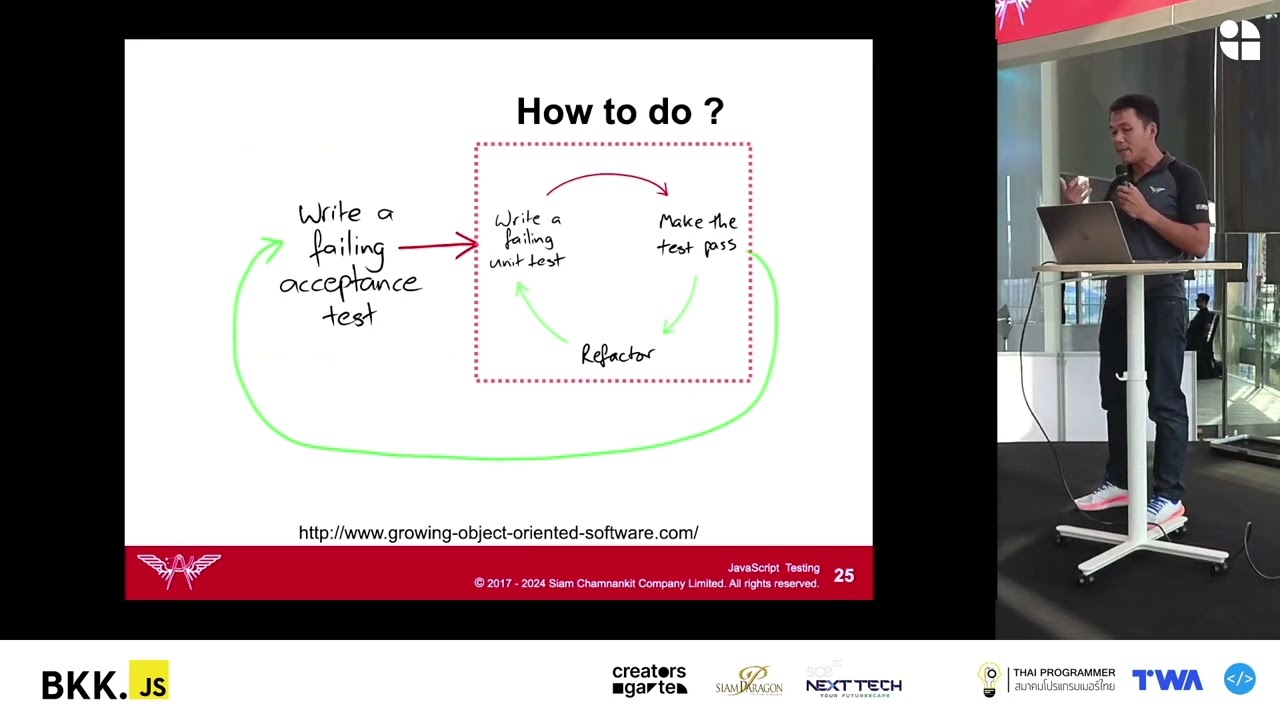 How to do ?
Write a
failing
acceptance
test
Write a
failing
unit test
Make the
test pass
Refactor
http://www.growing-object-oriented-software.com/
JavaScript Testing
© 2017 - 2024 Siam Chamnankit Company Limited. All rights reserved.
25
BKK.JS
creators
garten
SIAM PARAGON
SCBX
NEXT TECH
YOUR FUTURESCAPE
THAI PROGRAMMER
สมาคมโปรแกรมเมอร์ไทย
TWA
</>